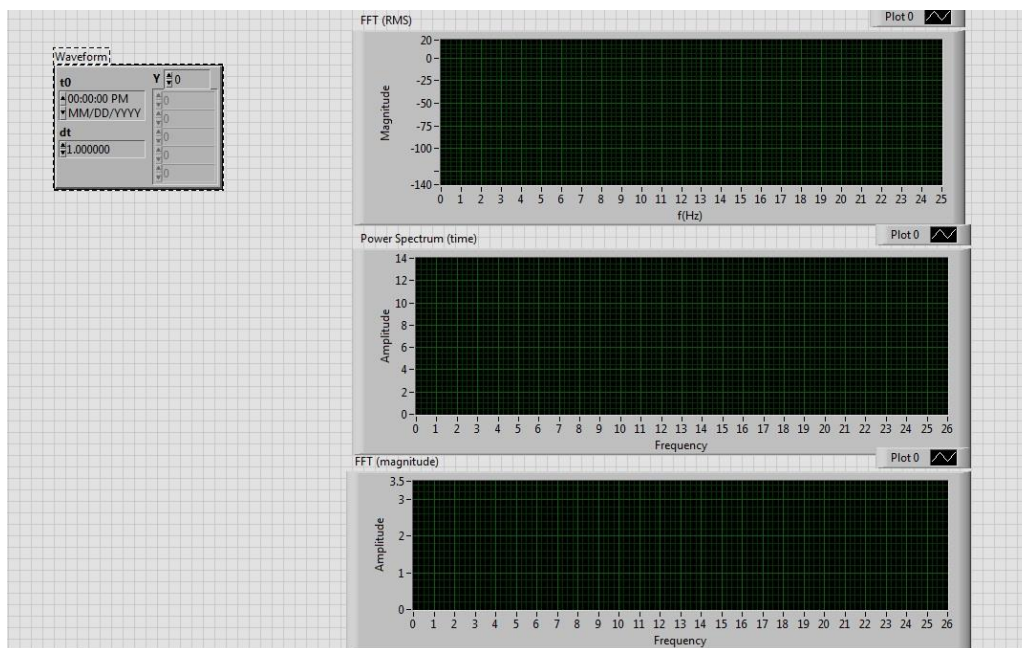 Waveform
t0
Y 0
00:00:00 PM
MM/DD/YYYY
dt
1.000000
0
0
0
0
0
FFT (RMS)
Plot 0
Magnitude
20
0
-25
-50
-75
-100
-140
0 1 2 3 4 5 6 7 8 9 10 11 12 13 14 15 16 17 18 19 20 21 22 23 24 25
f(Hz)
Power Spectrum (time)
Plot 0
Amplitude
14
12
10
8
6
4
2
0
0 1 2 3 4 5 6 7 8 9 10 11 12 13 14 15 16 17 18 19 20 21 22 23 24 25 26
Frequency
FFT (magnitude)
Plot 0
Amplitude
3.5
3
2
1
0
0 1 2 3 4 5 6 7 8 9 10 11 12 13 14 15 16 17 18 19 20 21 22 23 24 25 26
Frequency